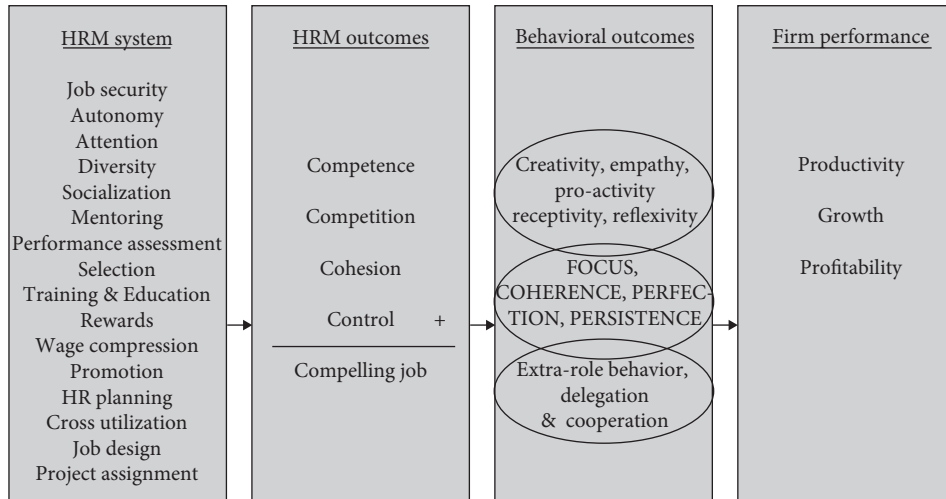 HRM system
Job security
Autonomy
Attention
Diversity
Socialization
Mentoring
Performance assessment
Selection
Training & Education
Rewards
Wage compression
Promotion
HR planning
Cross utilization
Job design
Project assignment
HRM outcomes
Competence
Competition
Cohesion
Control +
Compelling job
Behavioral outcomes
Creativity, empathy,
pro-activity
receptivity, reflexivity
FOCUS,
COHERENCE, PERFEC-
TION, PERSISTENCE
Extra-role behavior,
delegation
& cooperation
Firm performance
Productivity
Growth
Profitability